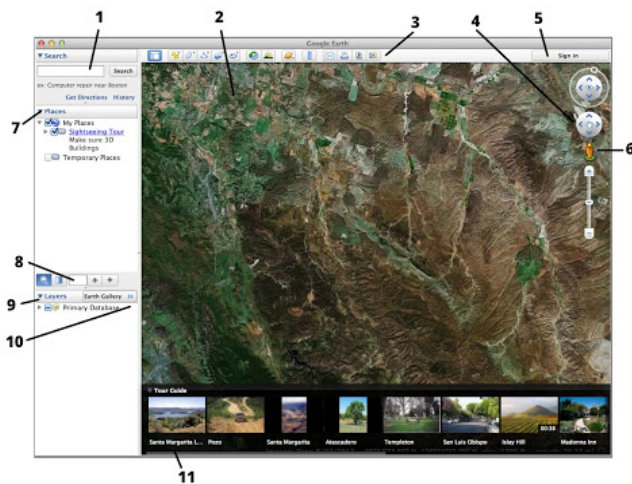 1
2
3
4
5
Google Earth
Search
Search
Sign in
ex: Computer repair near Boston
Get Directions History
7
Places
My Places
Sightseeing Tour
Make sure 3D
Buildings
Temporary Places
6
8
9
Layers
Earth Gallery >>
Primary Database
10
Tour Guide
00:38
Santa Margarita L...
Pozo
Santa Margarita
Atascadero
Templeton
San Luis Obispo
Islay Hill
Madonna Inn
11